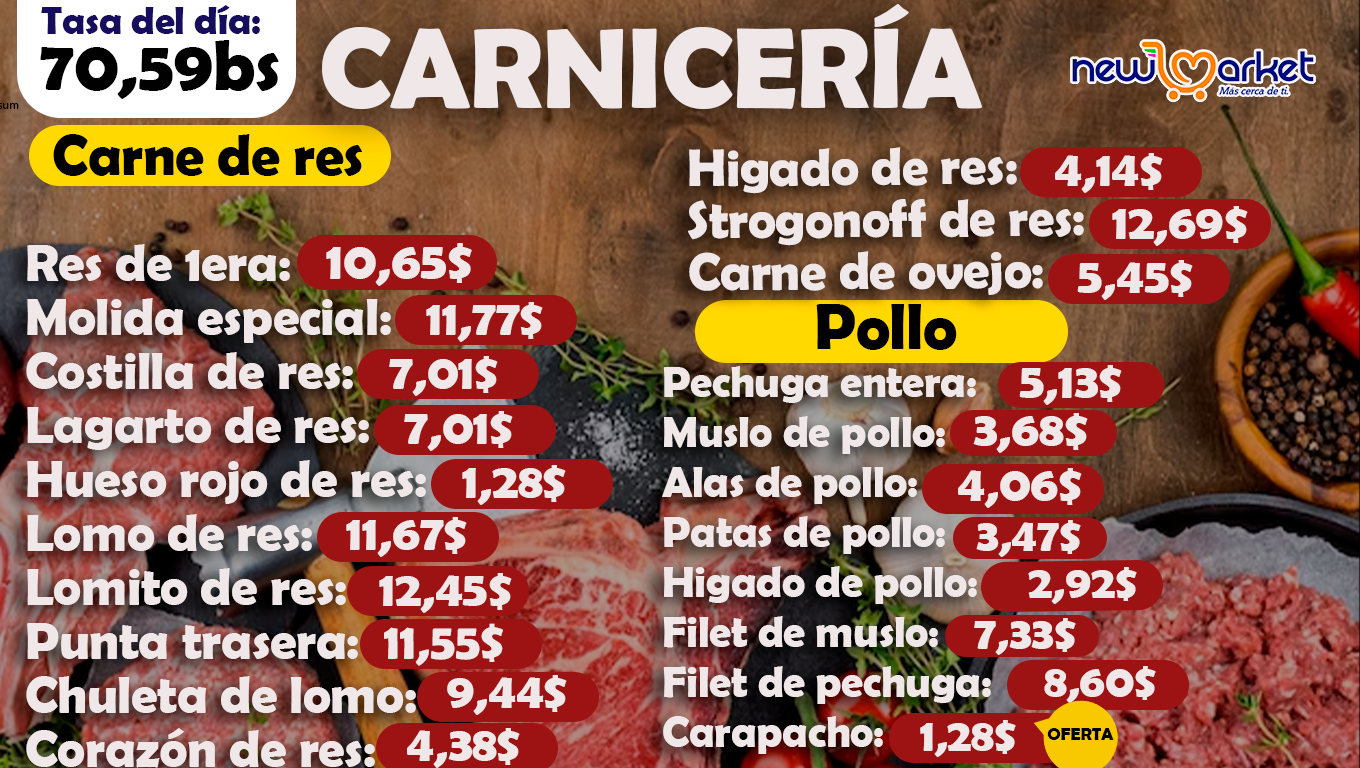 Tasa del día:
70,59bs
sum
CARNICERÍA
new market
Más cerca de ti.
Carne de res
Res de 1era: 10,65$
Molida especial: 11,77$
Costilla de res: 7,01$
Lagarto de res: 7,01$
Hueso rojo de res: 1,28$
Lomo de res: 11,67$
Lomito de res: 12,45$
Punta trasera: 11,55$
Chuleta de lomo: 9,44$
Corazón de res: 4,38$
Higado de res: 4,14$
Strogonoff de res: 12,69$
Carne de ovejo: 5,45$
Pollo
Pechuga entera: 5,13$
Muslo de pollo: 3,68$
Alas de pollo: 4,06$
Patas de pollo: 3,47$
Higado de pollo: 2,92$
Filet de muslo: 7,33$
Filet de pechuga: 8,60$
Carapacho: 1,28$ OFERTA